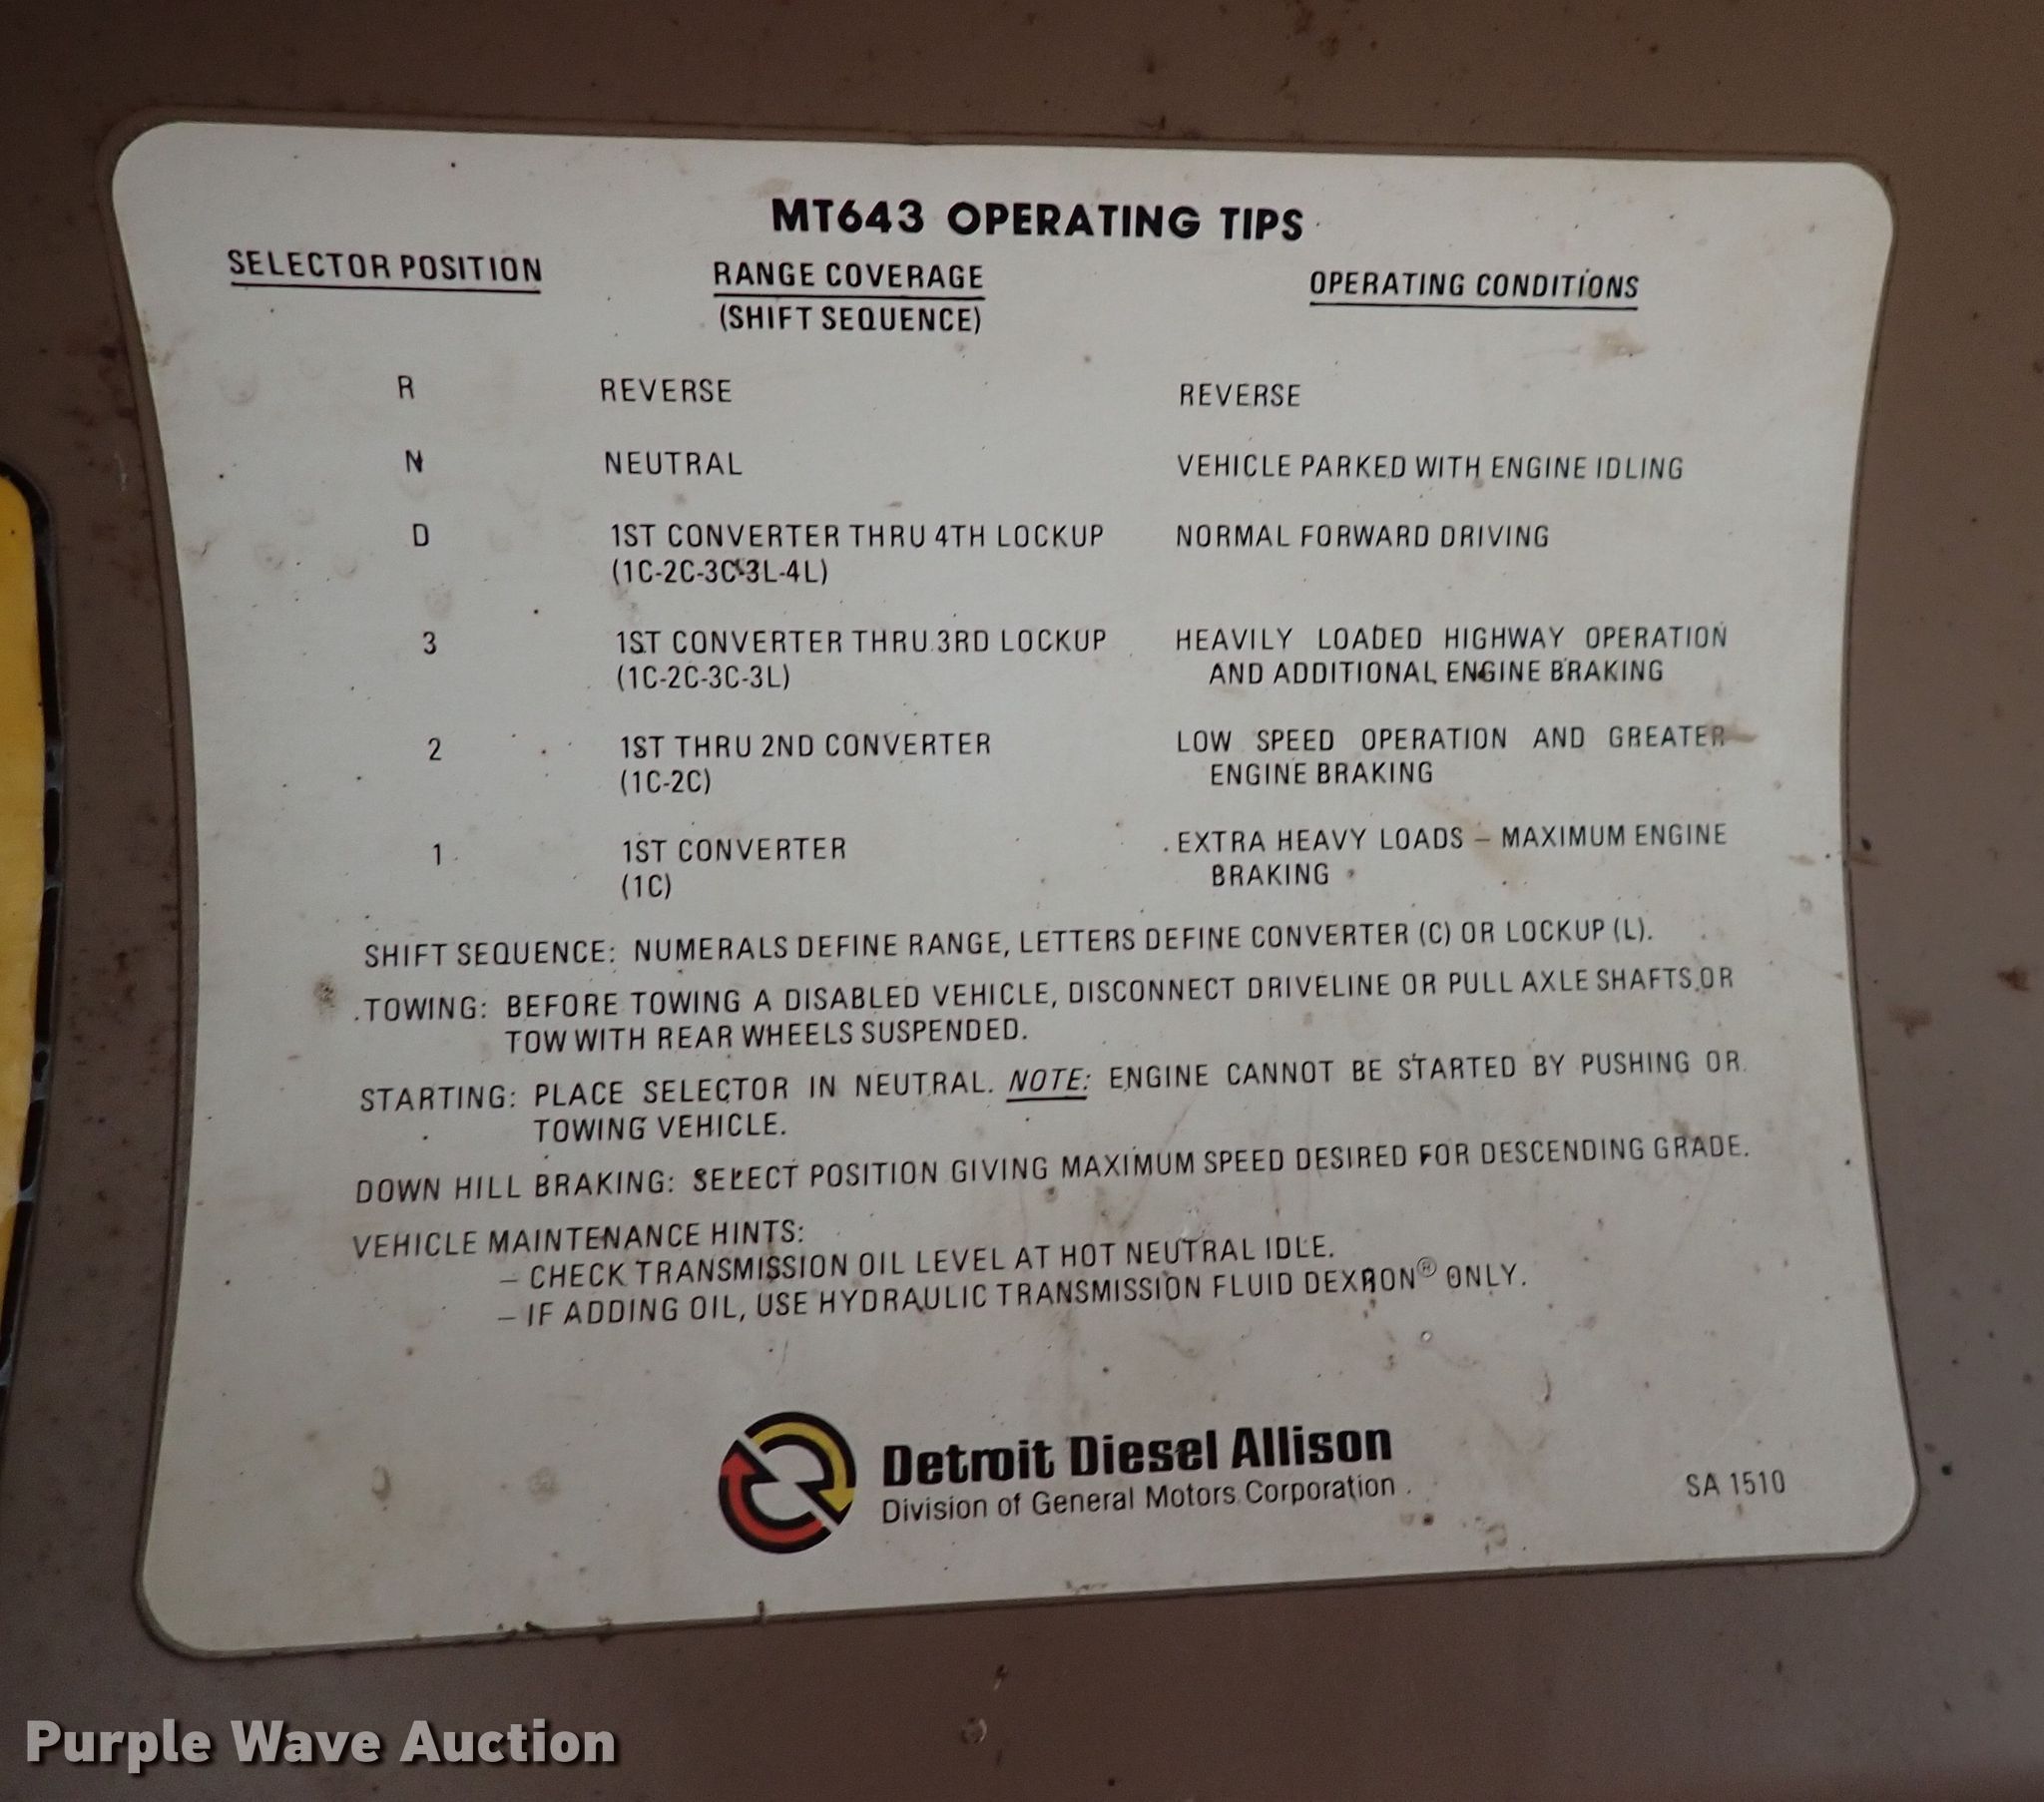 MT643 OPERATING TIPS
SELECTOR POSITION RANGE COVERAGE OPERATING CONDITIONS
(SHIFT SEQUENCE)
R REVERSE REVERSE
N NEUTRAL VEHICLE PARKED WITH ENGINE IDLING
D 1ST CONVERTER THRU 4TH LOCKUP NORMAL FORWARD DRIVING
(1C-2C-3C-3L-4L)
3 1ST CONVERTER THRU 3RD LOCKUP HEAVILY LOADED HIGHWAY OPERATION
(1C-2C-3C-3L) AND ADDITIONAL ENGINE BRAKING
2 1ST THRU 2ND CONVERTER LOW SPEED OPERATION AND GREATER
(1C-2C) ENGINE BRAKING
1 1ST CONVERTER EXTRA HEAVY LOADS – MAXIMUM ENGINE
(1C) BRAKING
SHIFT SEQUENCE: NUMERALS DEFINE RANGE, LETTERS DEFINE CONVERTER (C) OR LOCKUP (L).
TOWING: BEFORE TOWING A DISABLED VEHICLE, DISCONNECT DRIVELINE OR PULL AXLE SHAFTS OR
TOW WITH REAR WHEELS SUSPENDED.
STARTING: PLACE SELECTOR IN NEUTRAL. NOTE: ENGINE CANNOT BE STARTED BY PUSHING OR
TOWING VEHICLE.
DOWN HILL BRAKING: SELECT POSITION GIVING MAXIMUM SPEED DESIRED FOR DESCENDING GRADE.
VEHICLE MAINTENANCE HINTS:
– CHECK TRANSMISSION OIL LEVEL AT HOT NEUTRAL IDLE.
– IF ADDING OIL, USE HYDRAULIC TRANSMISSION FLUID DEXRON® ONLY.
Detroit Diesel Allison
Division of General Motors Corporation
SA 1510
Purple Wave Auction